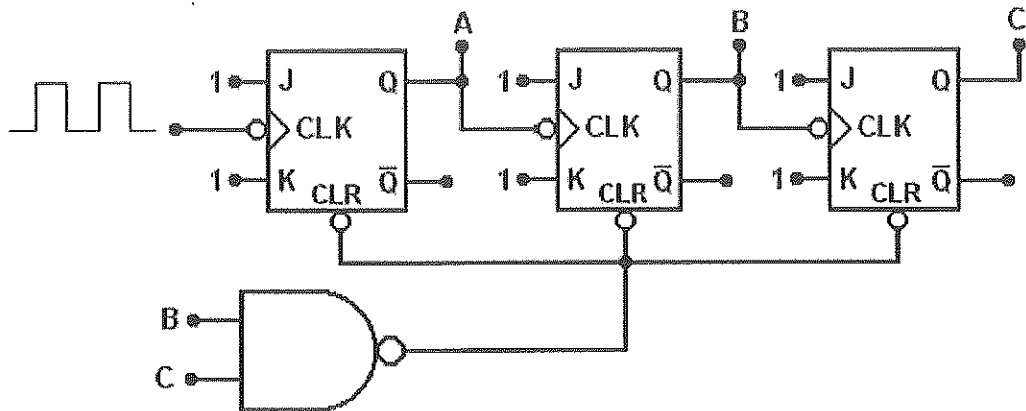 A B C
1 J Q 1 J Q 1 J Q
CLK CLK CLK
1 K Q̅ 1 K Q̅ 1 K Q̅
CLR CLR CLR
B
C